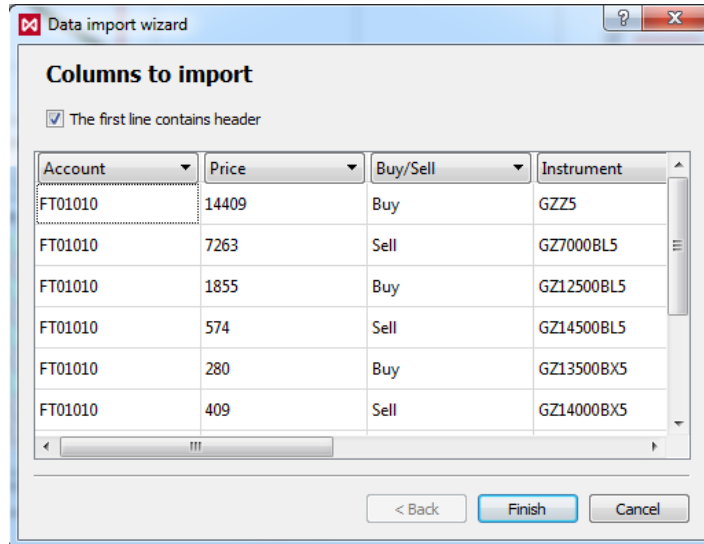 Data import wizard
Columns to import
The first line contains header
Account Price Buy/Sell Instrument
FT01010 14409 Buy GZZ5
FT01010 7263 Sell GZ7000BL5
FT01010 1855 Buy GZ12500BL5
FT01010 574 Sell GZ14500BL5
FT01010 280 Buy GZ13500BX5
FT01010 409 Sell GZ14000BX5
< Back Finish Cancel